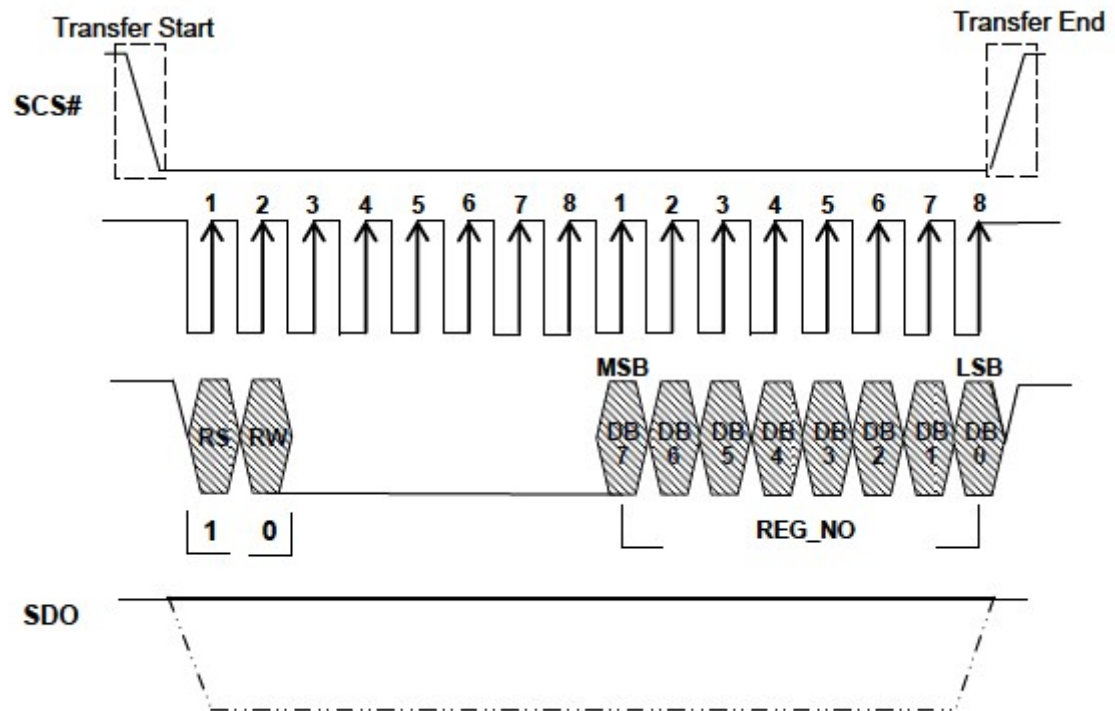 Transfer Start
Transfer End
SCS#
1 2 3 4 5 6 7 8 1 2 3 4 5 6 7 8
MSB LSB
RS RW DB 7 DB 6 DB 5 DB 4 DB 3 DB 2 DB 1 DB 0
1 0 REG_NO
SDO